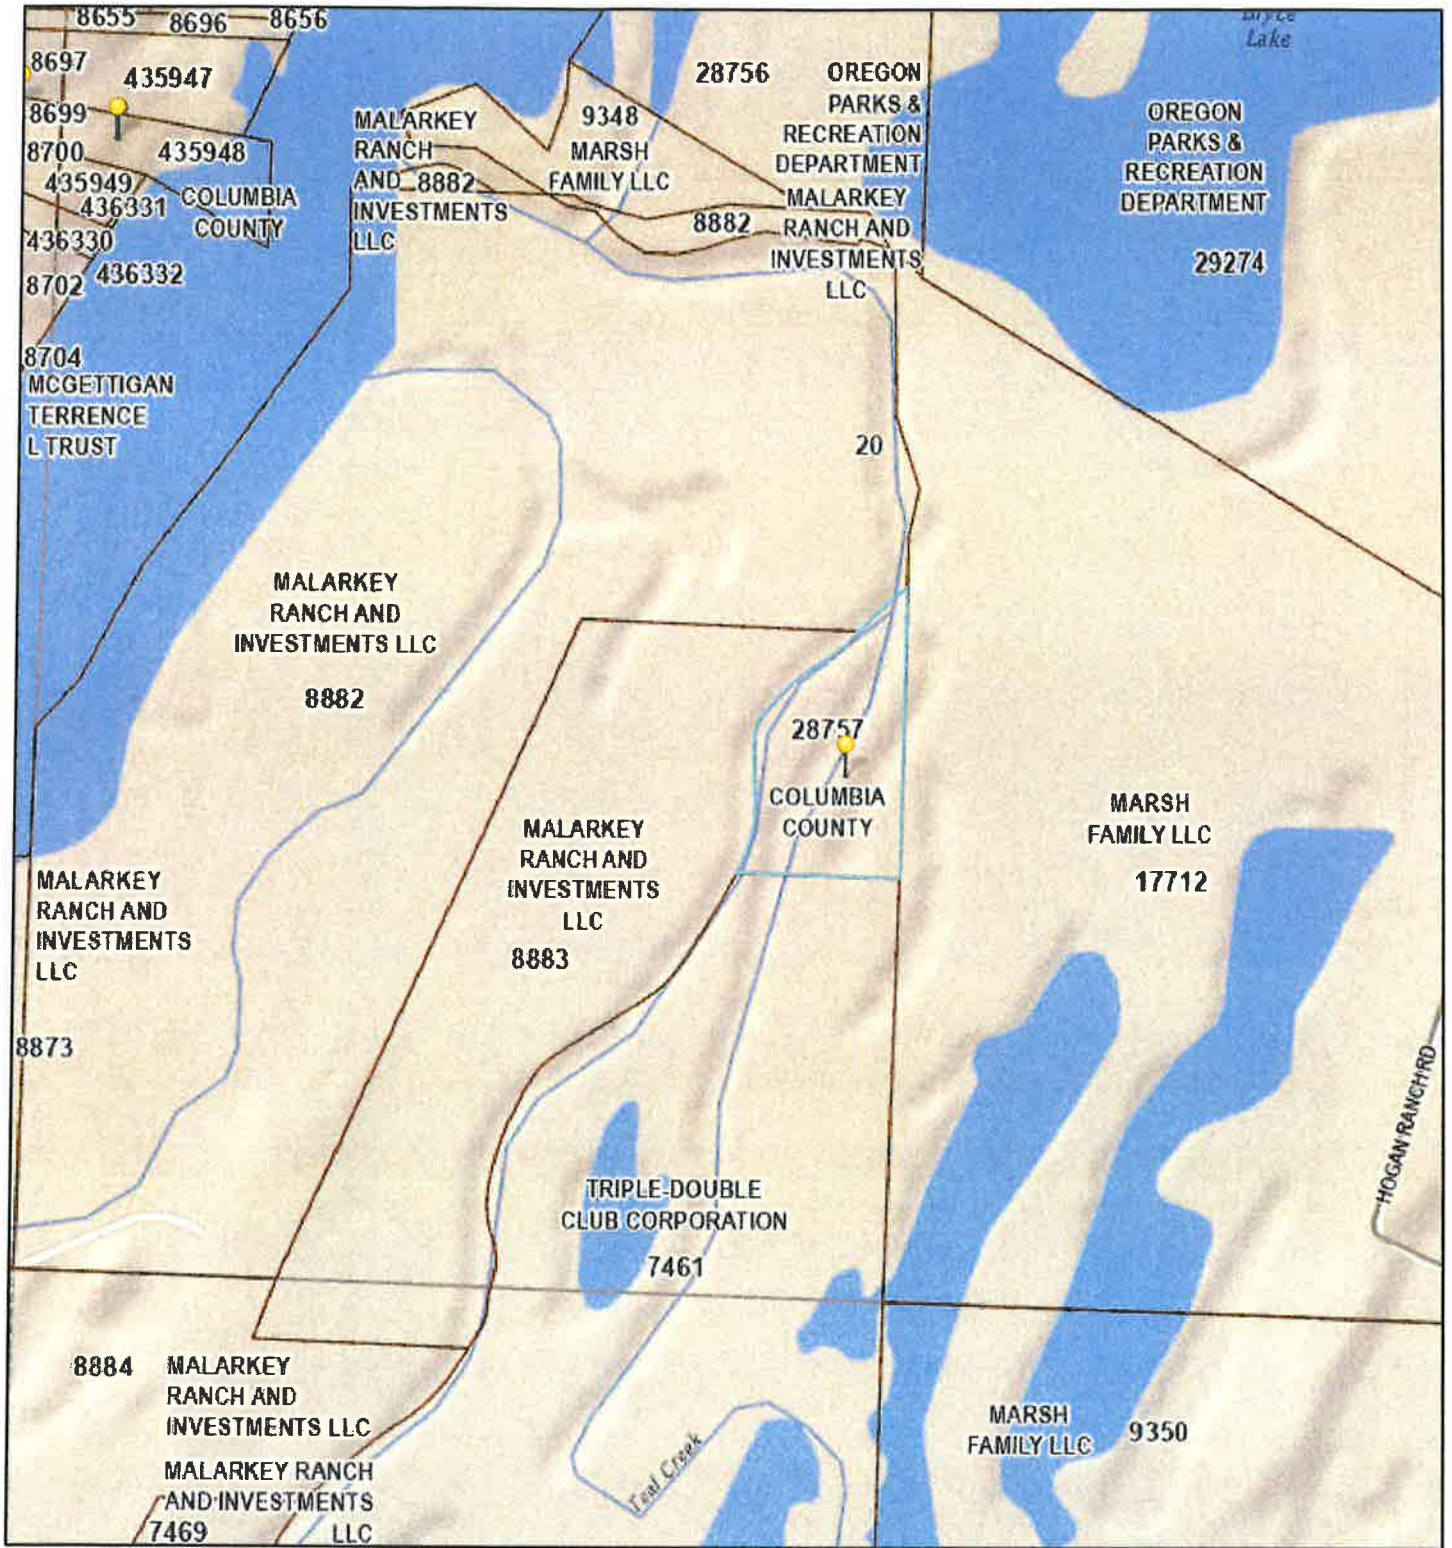 8655
8696
8656
8697
435947
8699
8700
435948
435949
436331
COLUMBIA
COUNTY
436330
436332
8702
8704
MCGETTIGAN
TERRENCE
L TRUST
MALARKEY
RANCH
AND
INVESTMENTS
LLC
8882
9348
MARSH
FAMILY LLC
28756
OREGON
PARKS &
RECREATION
DEPARTMENT
8882
MALARKEY
RANCH AND
INVESTMENTS
LLC
Lake
OREGON
PARKS &
RECREATION
DEPARTMENT
29274
20
MALARKEY
RANCH AND
INVESTMENTS LLC
8882
28757
COLUMBIA
COUNTY
MALARKEY
RANCH AND
INVESTMENTS
LLC
8883
MARSH
FAMILY LLC
17712
MALARKEY
RANCH AND
INVESTMENTS
LLC
8873
HOGAN RANCH RD
TRIPLE-DOUBLE
CLUB CORPORATION
7461
8884
MALARKEY
RANCH AND
INVESTMENTS LLC
MALARKEY RANCH
AND INVESTMENTS
LLC
7469
Teal Creek
MARSH
FAMILY LLC
9350